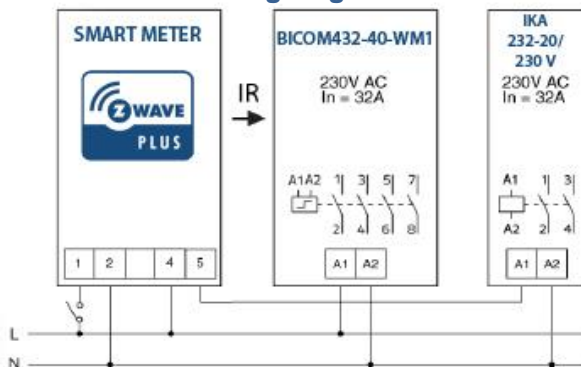 SMART METER
Z WAVE
PLUS
1 2 4 5
IR
BICOM432-40-WM1
230V AC
In = 32A
A1 A2 1 3 5 7
2 4 6 8
A1 A2
IKA
232-20/
230 V
230V AC
In = 32A
A1 1 3
A2 2 4
A1 A2
L
N